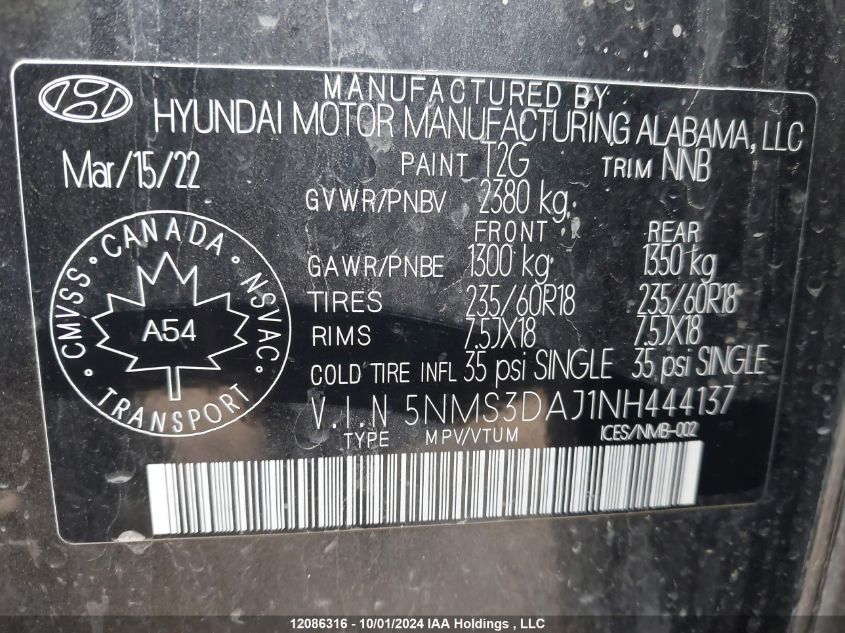 MANUFACTURED BY
HYUNDAI MOTOR MANUFACTURING ALABAMA, LLC
Mar/15/22 PAINT T2G TRIM NNB
GVWR/PNBV 2380 kg
FRONT REAR
GAWR/PNBE 1300 kg 1350 kg
TIRES 235/60R18 235/60R18
RIMS 7.5JX18 7.5JX18
COLD TIRE INFL 35 psi SINGLE 35 psi SINGLE
V.I.N 5NMS3DAJ1NH444137
TYPE MPV/VTUM ICES/NMB-002
CMVSS • CANADA • NSVAC •
A54
TRANSPORT
12086316 - 10/01/2024 IAA Holdings , LLC